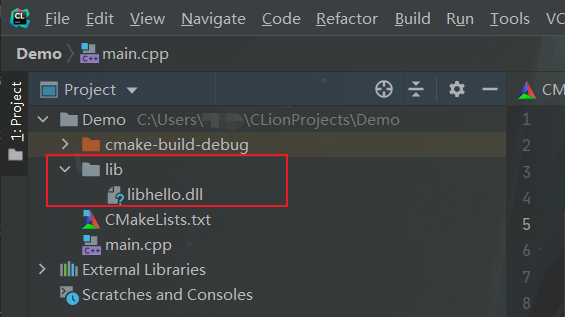 CL File Edit View Navigate Code Refactor Build Run Tools VC
Demo main.cpp
1: Project
Project CMa
Demo C:\Users\ \CLionProjects\Demo
cmake-build-debug
lib
libhello.dll
CMakeLists.txt
main.cpp
External Libraries
Scratches and Consoles
1
2
3
4
5
6
7
8
9